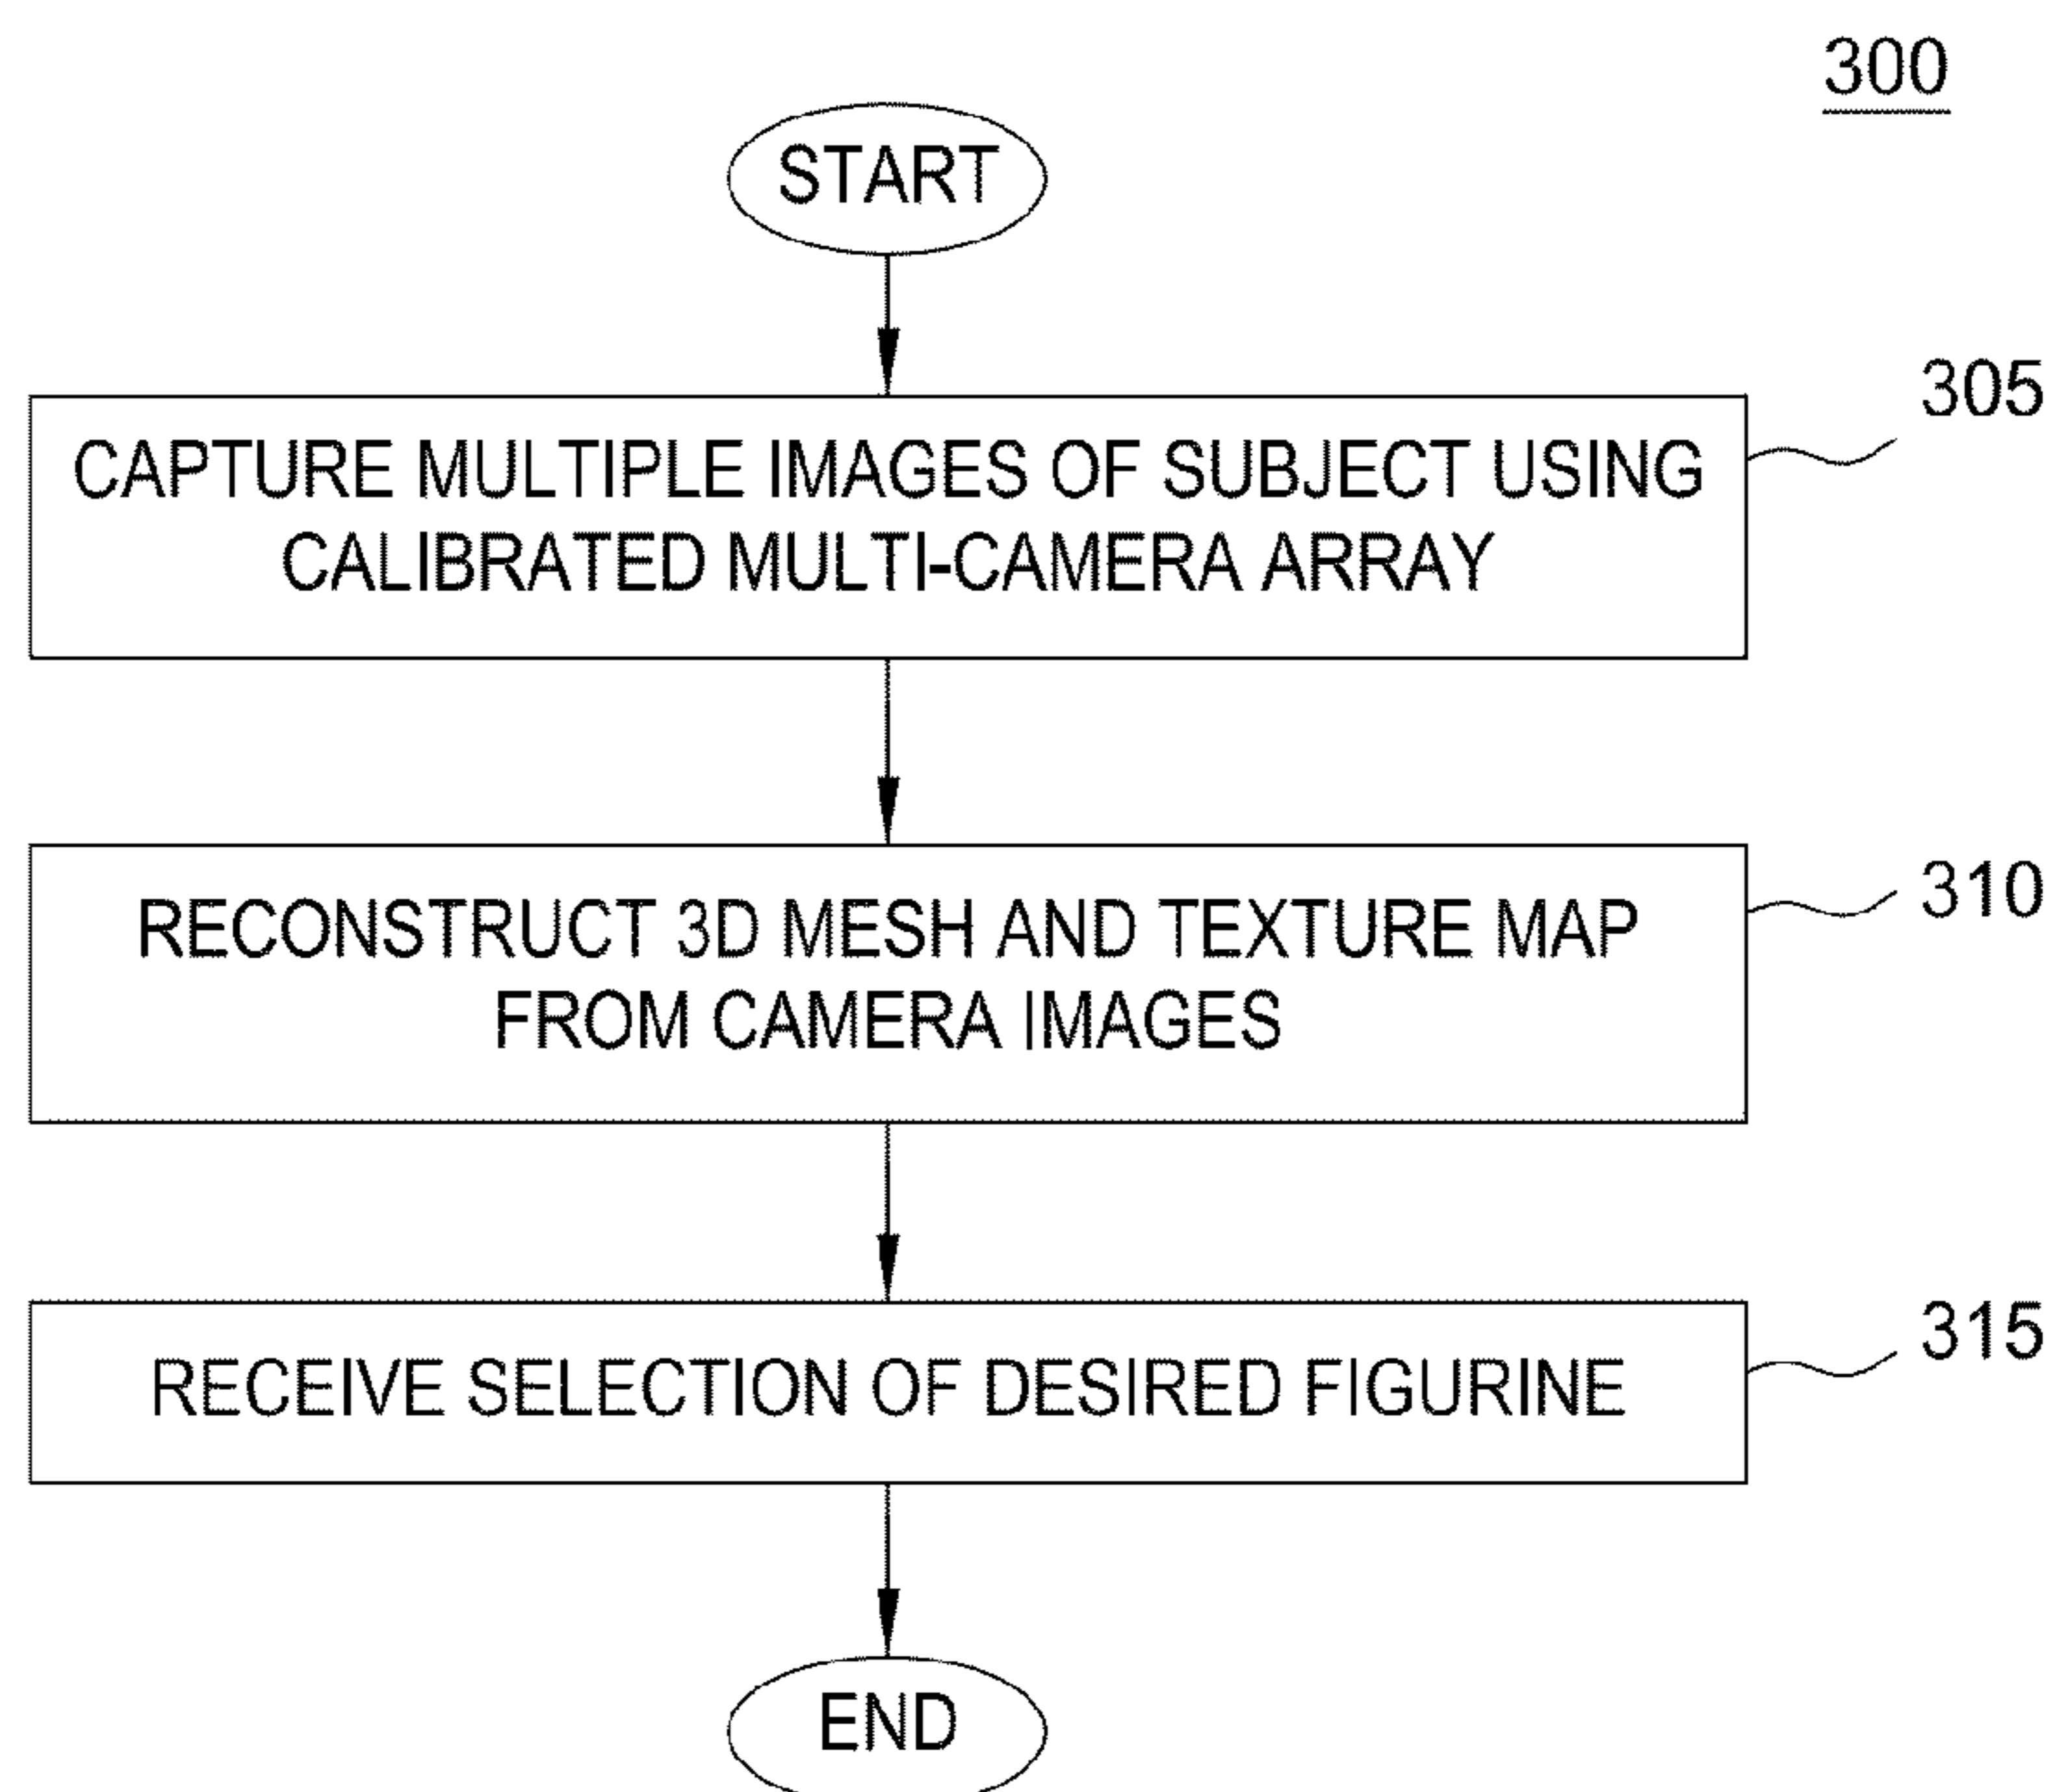 300
START
305
CAPTURE MULTIPLE IMAGES OF SUBJECT USING
CALIBRATED MULTI-CAMERA ARRAY
310
RECONSTRUCT 3D MESH AND TEXTURE MAP
FROM CAMERA IMAGES
315
RECEIVE SELECTION OF DESIRED FIGURINE
END